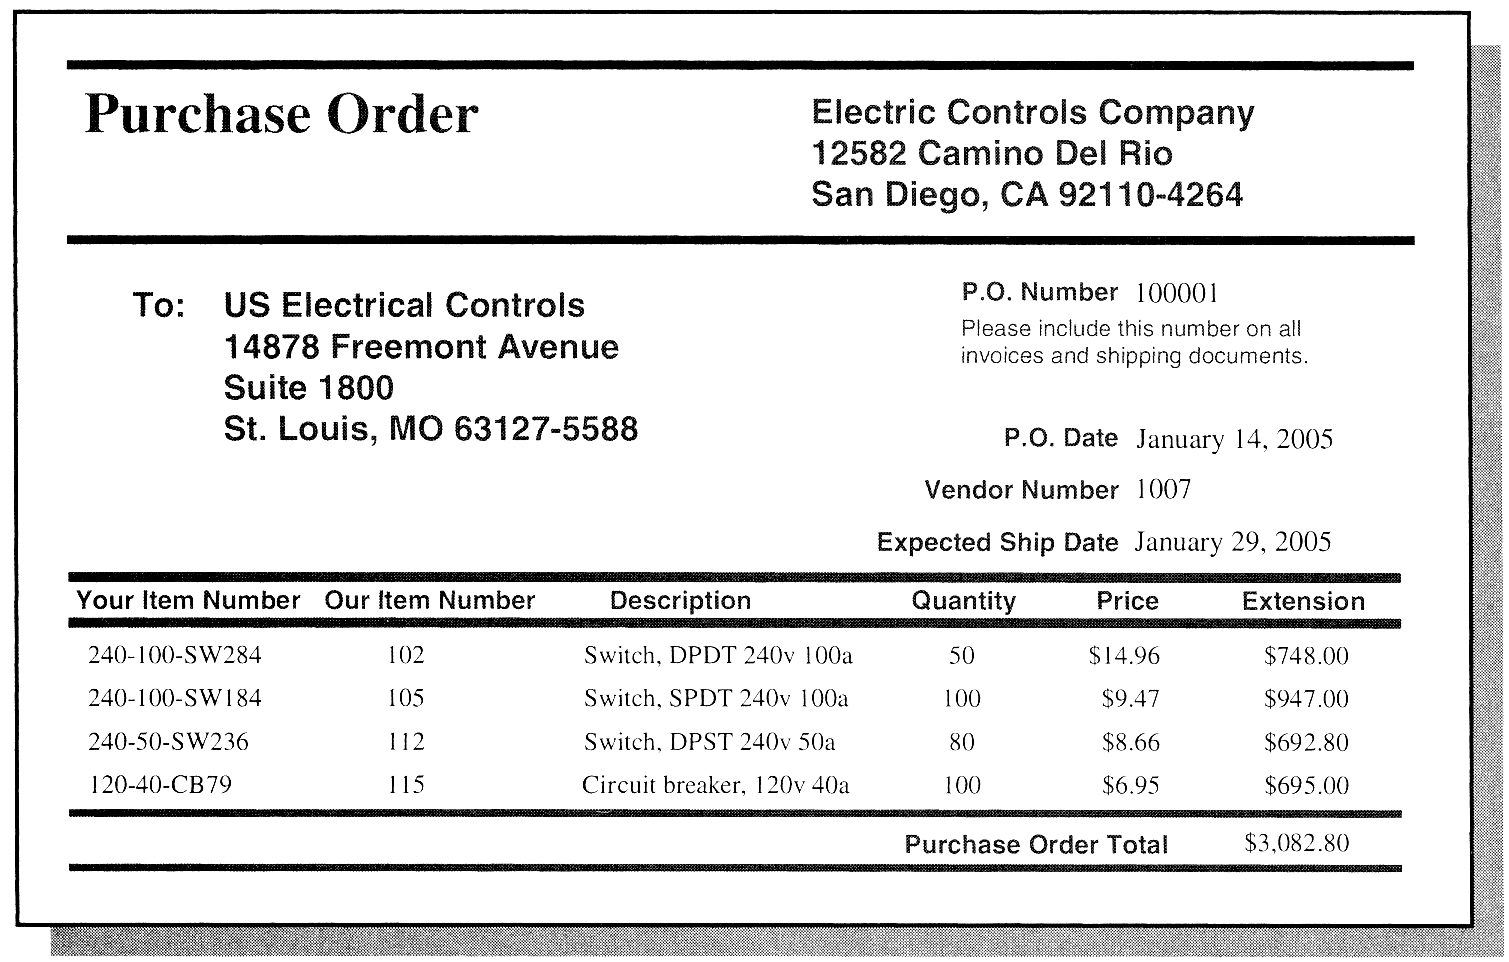 Purchase Order
Electric Controls Company
12582 Camino Del Rio
San Diego, CA 92110-4264
To: US Electrical Controls
14878 Freemont Avenue
Suite 1800
St. Louis, MO 63127-5588
P.O. Number 100001
Please include this number on all
invoices and shipping documents.
P.O. Date January 14, 2005
Vendor Number 1007
Expected Ship Date January 29, 2005
Your Item Number Our Item Number Description Quantity Price Extension
240-100-SW284 102 Switch, DPDT 240v 100a 50 $14.96 $748.00
240-100-SW184 105 Switch, SPDT 240v 100a 100 $9.47 $947.00
240-50-SW236 112 Switch, DPST 240v 50a 80 $8.66 $692.80
120-40-CB79 115 Circuit breaker, 120v 40a 100 $6.95 $695.00
Purchase Order Total $3,082.80